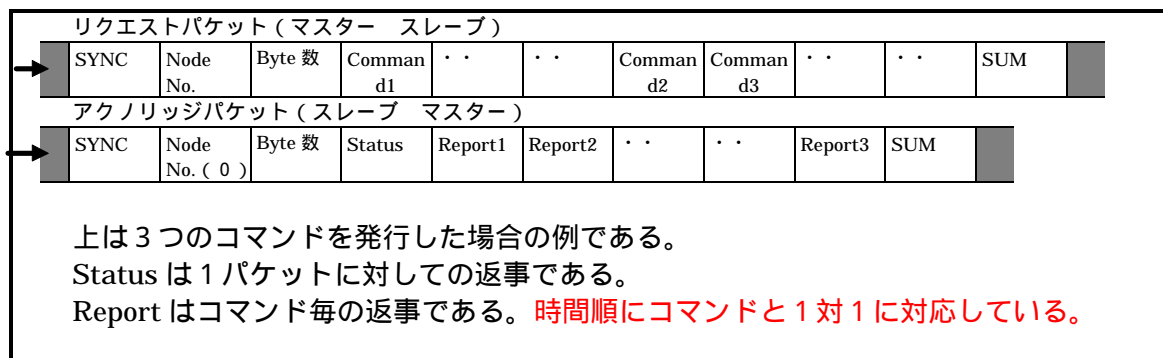 リクエストパケット（マスター　スレーブ）
SYNC Node No. Byte 数 Command1 ・・ ・・ Command2 Command3 ・・ ・・ SUM
アクノリッジパケット（スレーブ　マスター）
SYNC Node No.（０） Byte 数 Status Report1 Report2 ・・ ・・ Report3 SUM
上は３つのコマンドを発行した場合の例である。
Status は１パケットに対しての返事である。
Report はコマンド毎の返事である。時間順にコマンドと１対１に対応している。